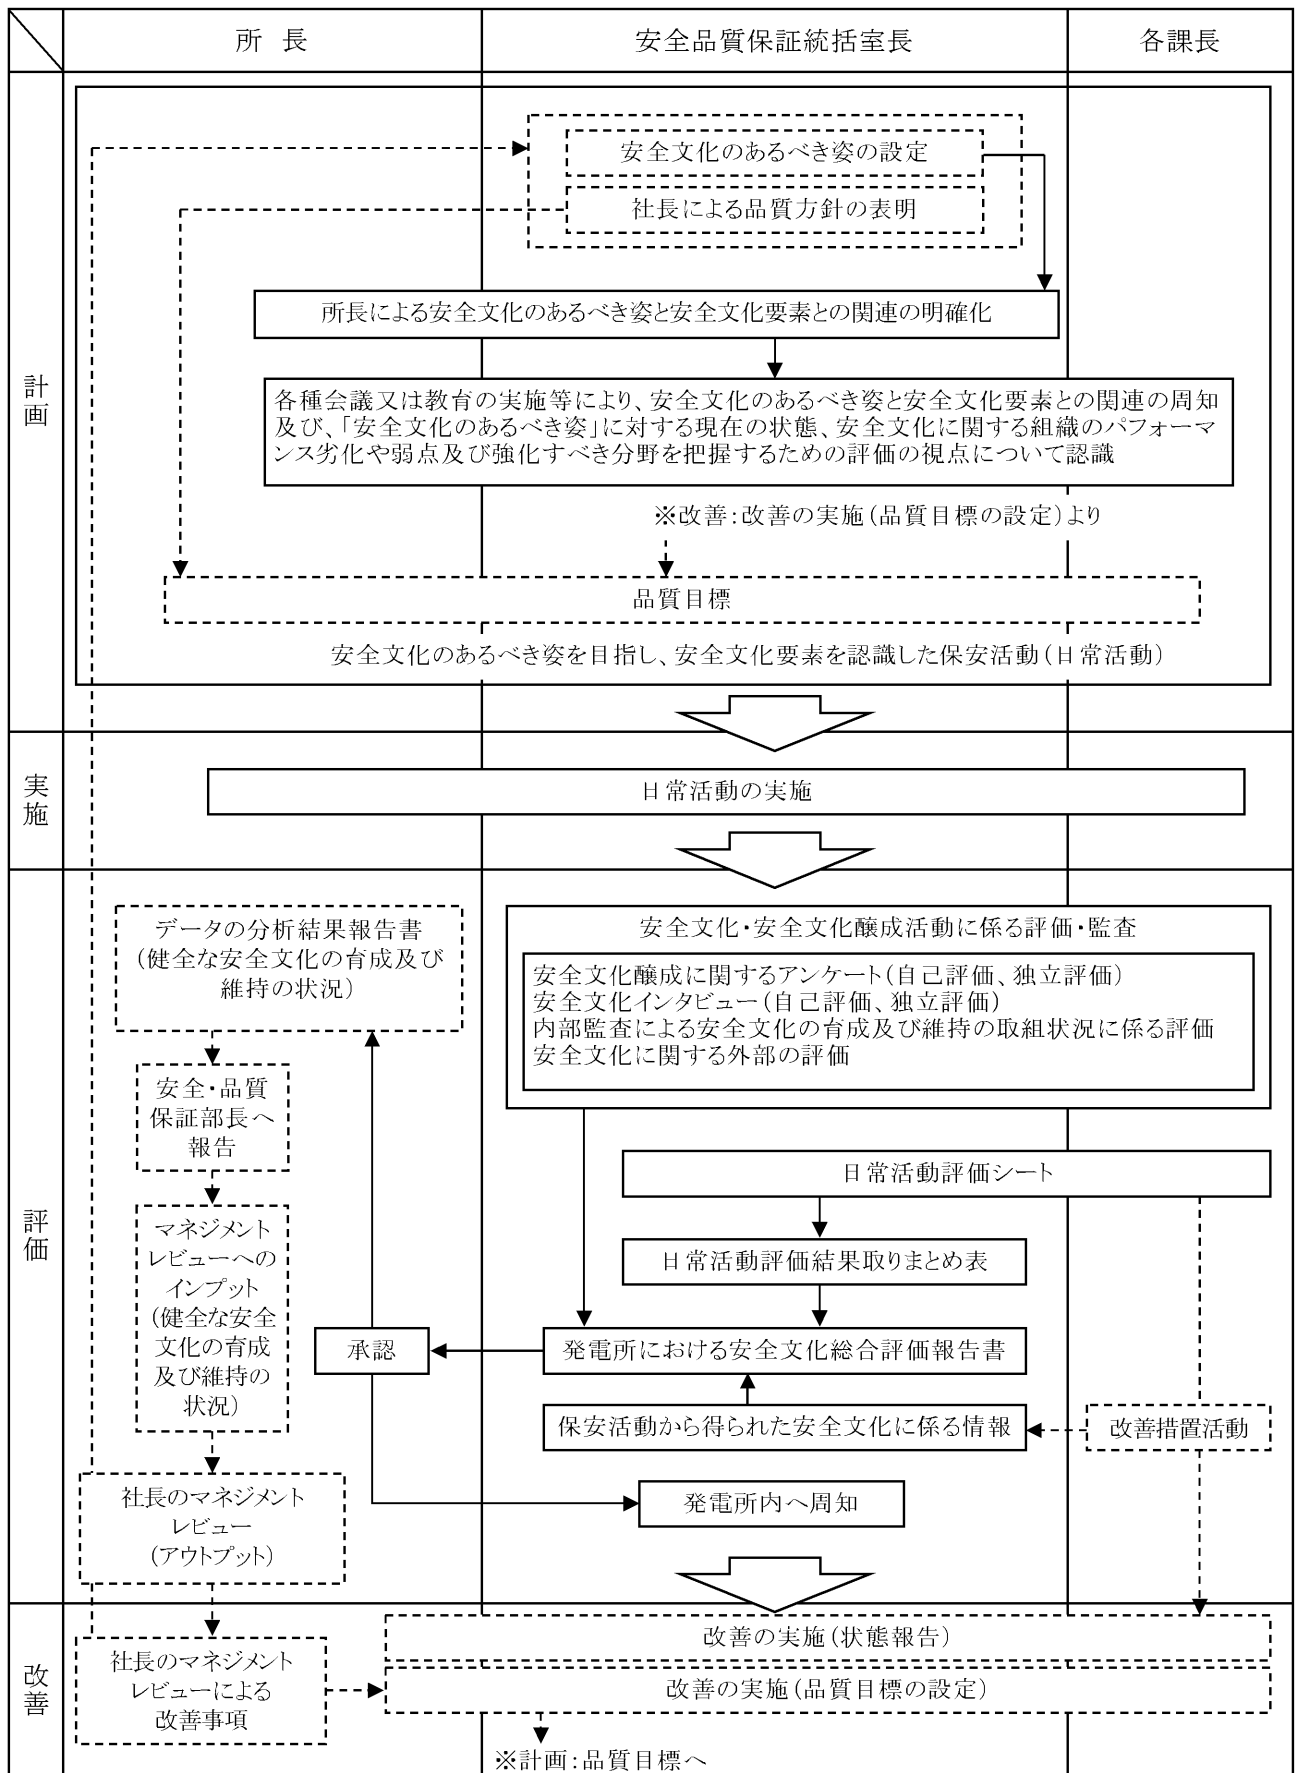 所 長
安全品質保証統括室長
各課長
計画
安全文化のあるべき姿の設定
社長による品質方針の表明
所長による安全文化のあるべき姿と安全文化要素との関連の明確化
各種会議又は教育の実施等により、安全文化のあるべき姿と安全文化要素との関連の周知
及び、「安全文化のあるべき姿」に対する現在の状態、安全文化に関する組織のパフォーマ
ンス劣化や弱点及び強化すべき分野を把握するための評価の視点について認識
※改善：改善の実施（品質目標の設定）より
品質目標
安全文化のあるべき姿を目指し、安全文化要素を認識した保安活動（日常活動）
実施
日常活動の実施
評価
データの分析結果報告書
（健全な安全文化の育成及び
維持の状況）
安全・品質
保証部長へ
報告
マネジメント
レビューへの
インプット
（健全な安全
文化の育成
及び維持の
状況）
社長のマネジメント
レビュー
（アウトプット）
承認
安全文化・安全文化醸成活動に係る評価・監査
安全文化醸成に関するアンケート（自己評価、独立評価）
安全文化インタビュー（自己評価、独立評価）
内部監査による安全文化の育成及び維持の取組状況に係る評価
安全文化に関する外部の評価
日常活動評価シート
日常活動評価結果取りまとめ表
発電所における安全文化総合評価報告書
保安活動から得られた安全文化に係る情報
改善措置活動
発電所内へ周知
改善
社長のマネジメント
レビューによる
改善事項
改善の実施（状態報告）
改善の実施（品質目標の設定）
※計画：品質目標へ